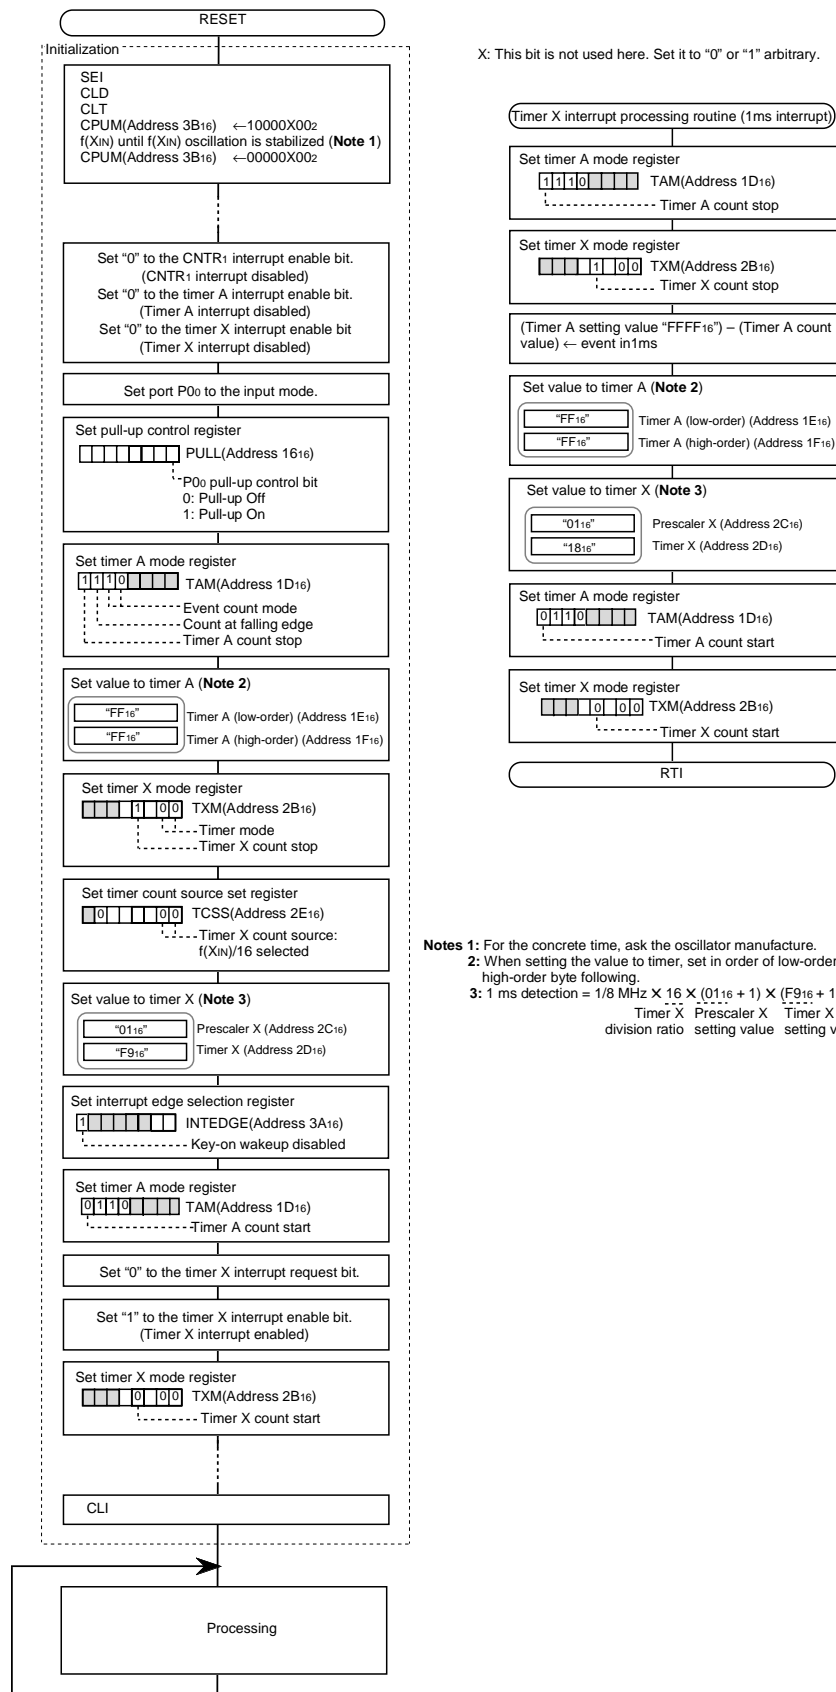 RESET
Initialization
SEI
CLD
CLT
CPUM(Address 3B16) ←10000X002
f(XIN) until f(XIN) oscillation is stabilized (Note 1)
CPUM(Address 3B16) ←00000X002
Set “0” to the CNTR1 interrupt enable bit.
(CNTR1 interrupt disabled)
Set “0” to the timer A interrupt enable bit.
(Timer A interrupt disabled)
Set “0” to the timer X interrupt enable bit
(Timer X interrupt disabled)
Set port P00 to the input mode.
Set pull-up control register
PULL(Address 1616)
P00 pull-up control bit
0: Pull-up Off
1: Pull-up On
Set timer A mode register
1 1 1 0 TAM(Address 1D16)
Event count mode
Count at falling edge
Timer A count stop
Set value to timer A (Note 2)
“FF16” Timer A (low-order) (Address 1E16)
“FF16” Timer A (high-order) (Address 1F16)
Set timer X mode register
1 0 0 TXM(Address 2B16)
Timer mode
Timer X count stop
Set timer count source set register
0 0 0 TCSS(Address 2E16)
Timer X count source:
f(XIN)/16 selected
Set value to timer X (Note 3)
“0116” Prescaler X (Address 2C16)
“F916” Timer X (Address 2D16)
Set interrupt edge selection register
1 INTEDGE(Address 3A16)
Key-on wakeup disabled
Set timer A mode register
0 1 1 0 TAM(Address 1D16)
Timer A count start
Set “0” to the timer X interrupt request bit.
Set “1” to the timer X interrupt enable bit.
(Timer X interrupt enabled)
Set timer X mode register
0 0 0 TXM(Address 2B16)
Timer X count start
CLI
Processing
X: This bit is not used here. Set it to “0” or “1” arbitrary.
Timer X interrupt processing routine (1ms interrupt)
Set timer A mode register
1 1 1 0 TAM(Address 1D16)
Timer A count stop
Set timer X mode register
1 0 0 TXM(Address 2B16)
Timer X count stop
(Timer A setting value “FFFF16”) – (Timer A count
value) ← event in1ms
Set value to timer A (Note 2)
“FF16” Timer A (low-order) (Address 1E16)
“FF16” Timer A (high-order) (Address 1F16)
Set value to timer X (Note 3)
“0116” Prescaler X (Address 2C16)
“1816” Timer X (Address 2D16)
Set timer A mode register
0 1 1 0 TAM(Address 1D16)
Timer A count start
Set timer X mode register
0 0 0 TXM(Address 2B16)
Timer X count start
RTI
Notes 1: For the concrete time, ask the oscillator manufacture.
2: When setting the value to timer, set in order of low-order
high-order byte following.
3: 1 ms detection = 1/8 MHz × 16 × (0116 + 1) × (F916 + 1
Timer X Prescaler X Timer X
division ratio setting value setting